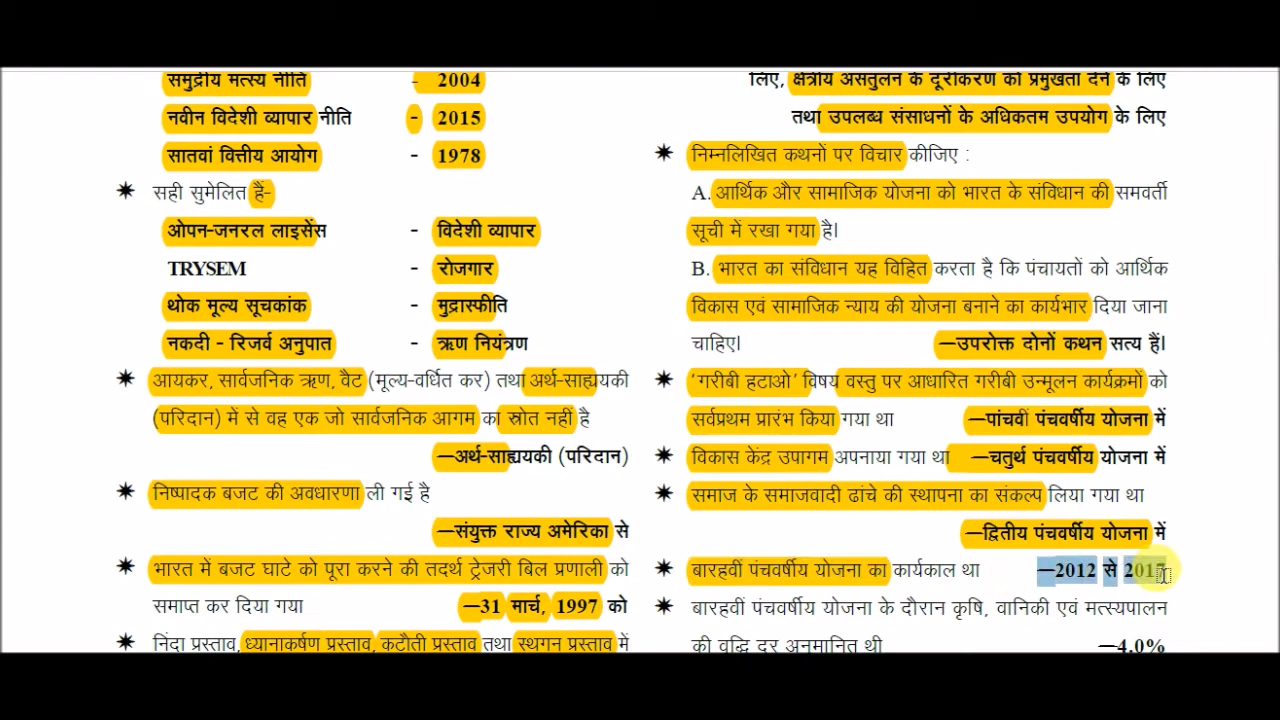 समुद्रीय मत्स्य नीति - 2004
नवीन विदेशी व्यापार नीति - 2015
सातवां वित्तीय आयोग - 1978
✷ सही सुमेलित हैं-
ओपन-जनरल लाइसेंस - विदेशी व्यापार
TRYSEM - रोजगार
थोक मूल्य सूचकांक - मुद्रास्फीति
नकदी - रिजर्व अनुपात - ऋण नियंत्रण
✷ आयकर, सार्वजनिक ऋण, वैट (मूल्य-वर्धित कर) तथा अर्थ-साह्ययकी
(परिदान) में से वह एक जो सार्वजनिक आगम का स्रोत नहीं है
—अर्थ-साह्ययकी (परिदान)
✷ निष्पादक बजट की अवधारणा ली गई है
—संयुक्त राज्य अमेरिका से
✷ भारत में बजट घाटे को पूरा करने की तदर्थ ट्रेजरी बिल प्रणाली को
समाप्त कर दिया गया —31 मार्च, 1997 को
✷ निंदा प्रस्ताव, ध्यानाकर्षण प्रस्ताव, कटौती प्रस्ताव तथा स्थगन प्रस्ताव में
लिए, क्षेत्रीय असंतुलन के दूरीकरण को प्रमुखता देने के लिए
तथा उपलब्ध संसाधनों के अधिकतम उपयोग के लिए
✷ निम्नलिखित कथनों पर विचार कीजिए :
A. आर्थिक और सामाजिक योजना को भारत के संविधान की समवर्ती
सूची में रखा गया है।
B. भारत का संविधान यह विहित करता है कि पंचायतों को आर्थिक
विकास एवं सामाजिक न्याय की योजना बनाने का कार्यभार दिया जाना
चाहिए। —उपरोक्त दोनों कथन सत्य हैं।
✷ 'गरीबी हटाओ' विषय वस्तु पर आधारित गरीबी उन्मूलन कार्यक्रमों को
सर्वप्रथम प्रारंभ किया गया था —पांचवीं पंचवर्षीय योजना में
✷ विकास केंद्र उपागम अपनाया गया था —चतुर्थ पंचवर्षीय योजना में
✷ समाज के समाजवादी ढांचे की स्थापना का संकल्प लिया गया था
—द्वितीय पंचवर्षीय योजना में
✷ बारहवीं पंचवर्षीय योजना का कार्यकाल था —2012 से 2017
✷ बारहवीं पंचवर्षीय योजना के दौरान कृषि, वानिकी एवं मत्स्यपालन
की वृद्धि दर अनुमानित थी —4.0%